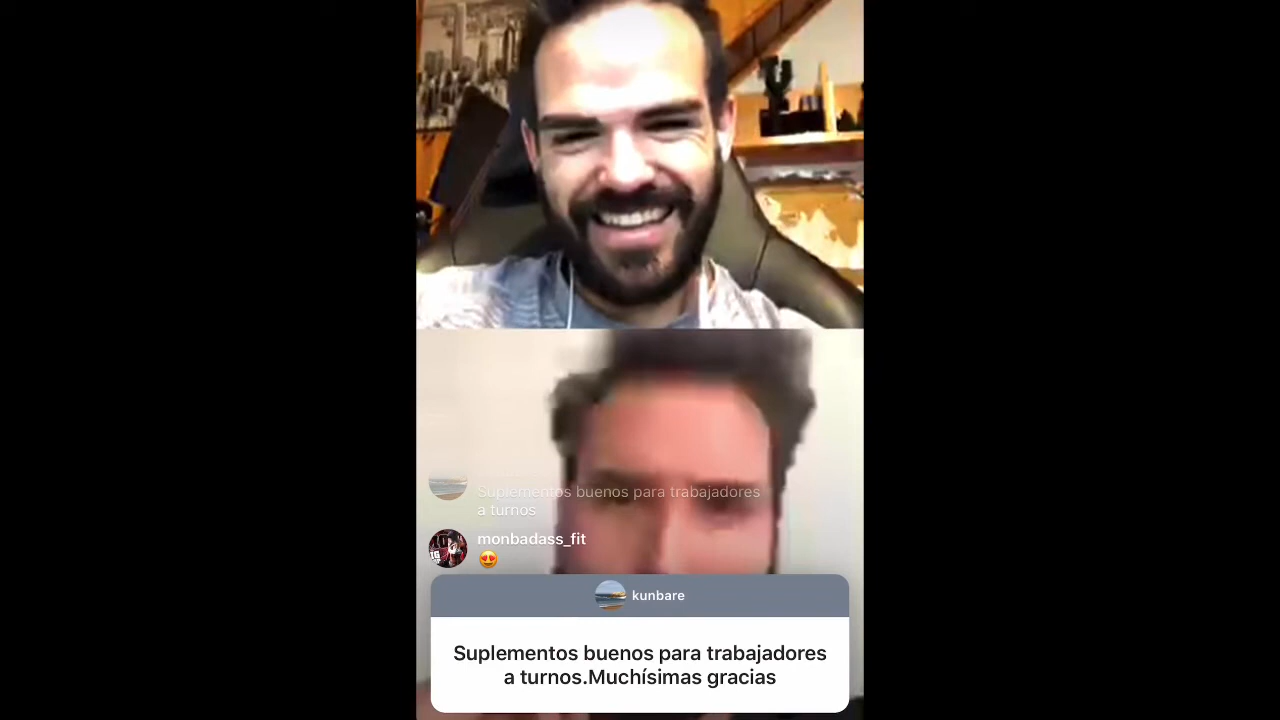 Suplementos buenos para trabajadores
a turnos
monbadass_fit
😍
kunbare
Suplementos buenos para trabajadores
a turnos.Muchísimas gracias